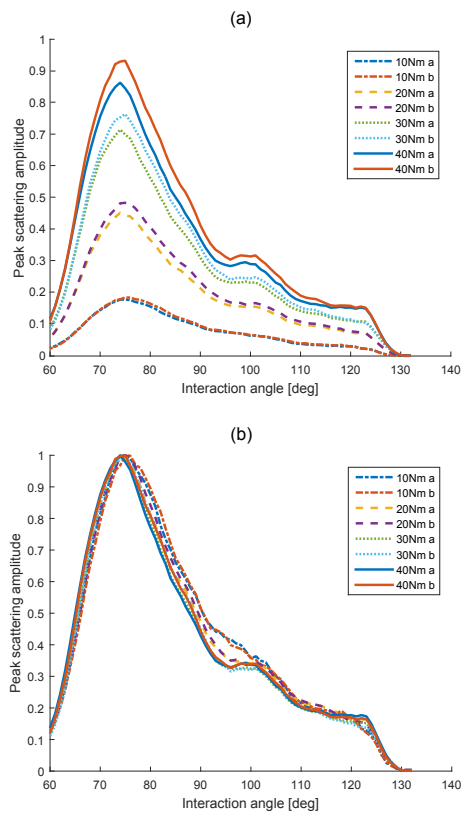 (a)
1
0.9
0.8
0.7
0.6
0.5
0.4
0.3
0.2
0.1
0
Peak scattering amplitude
10Nm a
10Nm b
20Nm a
20Nm b
30Nm a
30Nm b
40Nm a
40Nm b
60 70 80 90 100 110 120 130 140
Interaction angle [deg]
(b)
1
0.9
0.8
0.7
0.6
0.5
0.4
0.3
0.2
0.1
0
Peak scattering amplitude
10Nm a
10Nm b
20Nm a
20Nm b
30Nm a
30Nm b
40Nm a
40Nm b
60 70 80 90 100 110 120 130 140
Interaction angle [deg]